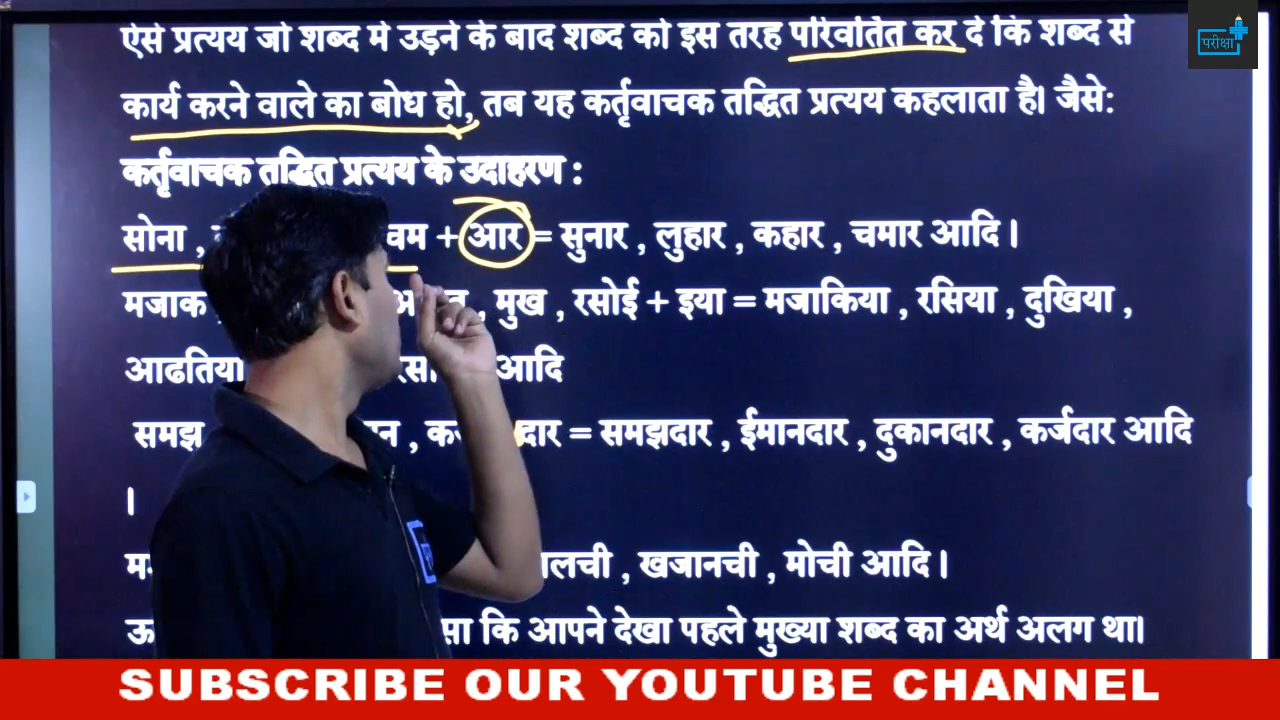 ऐसे प्रत्यय जो शब्द में उड़ने के बाद शब्द को इस तरह परिवर्तित कर दे कि शब्द से
परीक्षा
कार्य करने वाले का बोध हो, तब यह कर्तृवाचक तद्धित प्रत्यय कहलाता है। जैसे:
कर्तृवाचक तद्धित प्रत्यय के उदाहरण :
सोना , + आर = सुनार , लुहार , कहार , चमार आदि ।
मजाक , मुख , रसोई + इया = मजाकिया , रसिया , दुखिया ,
आढतिया आदि
समझ , दार = समझदार , ईमानदार , दुकानदार , कर्जदार आदि
।
, खजानची , मोची आदि ।
कि आपने देखा पहले मुख्या शब्द का अर्थ अलग था।
SUBSCRIBE OUR YOUTUBE CHANNEL